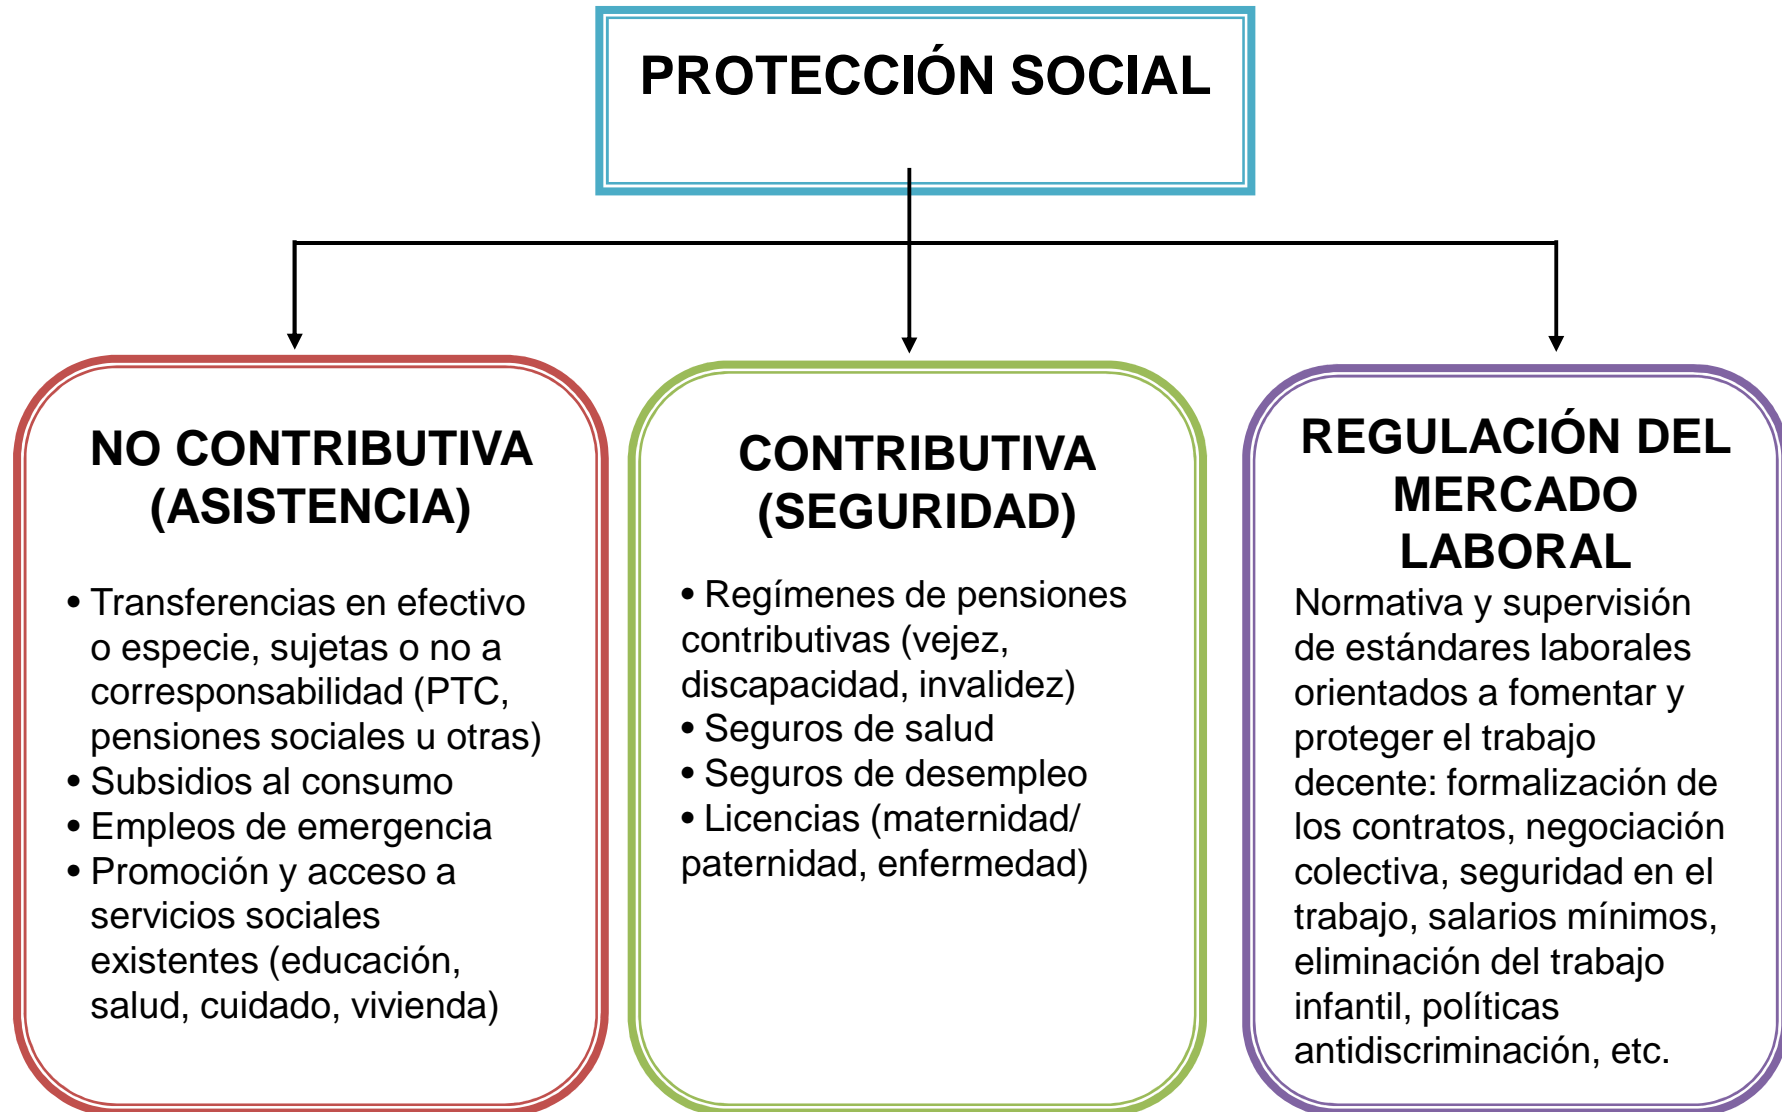 PROTECCIÓN SOCIAL
NO CONTRIBUTIVA
(ASISTENCIA)
• Transferencias en efectivo
o especie, sujetas o no a
corresponsabilidad (PTC,
pensiones sociales u otras)
• Subsidios al consumo
• Empleos de emergencia
• Promoción y acceso a
servicios sociales
existentes (educación,
salud, cuidado, vivienda)
CONTRIBUTIVA
(SEGURIDAD)
• Regímenes de pensiones
contributivas (vejez,
discapacidad, invalidez)
• Seguros de salud
• Seguros de desempleo
• Licencias (maternidad/
paternidad, enfermedad)
REGULACIÓN DEL
MERCADO
LABORAL
Normativa y supervisión
de estándares laborales
orientados a fomentar y
proteger el trabajo
decente: formalización de
los contratos, negociación
colectiva, seguridad en el
trabajo, salarios mínimos,
eliminación del trabajo
infantil, políticas
antidiscriminación, etc.